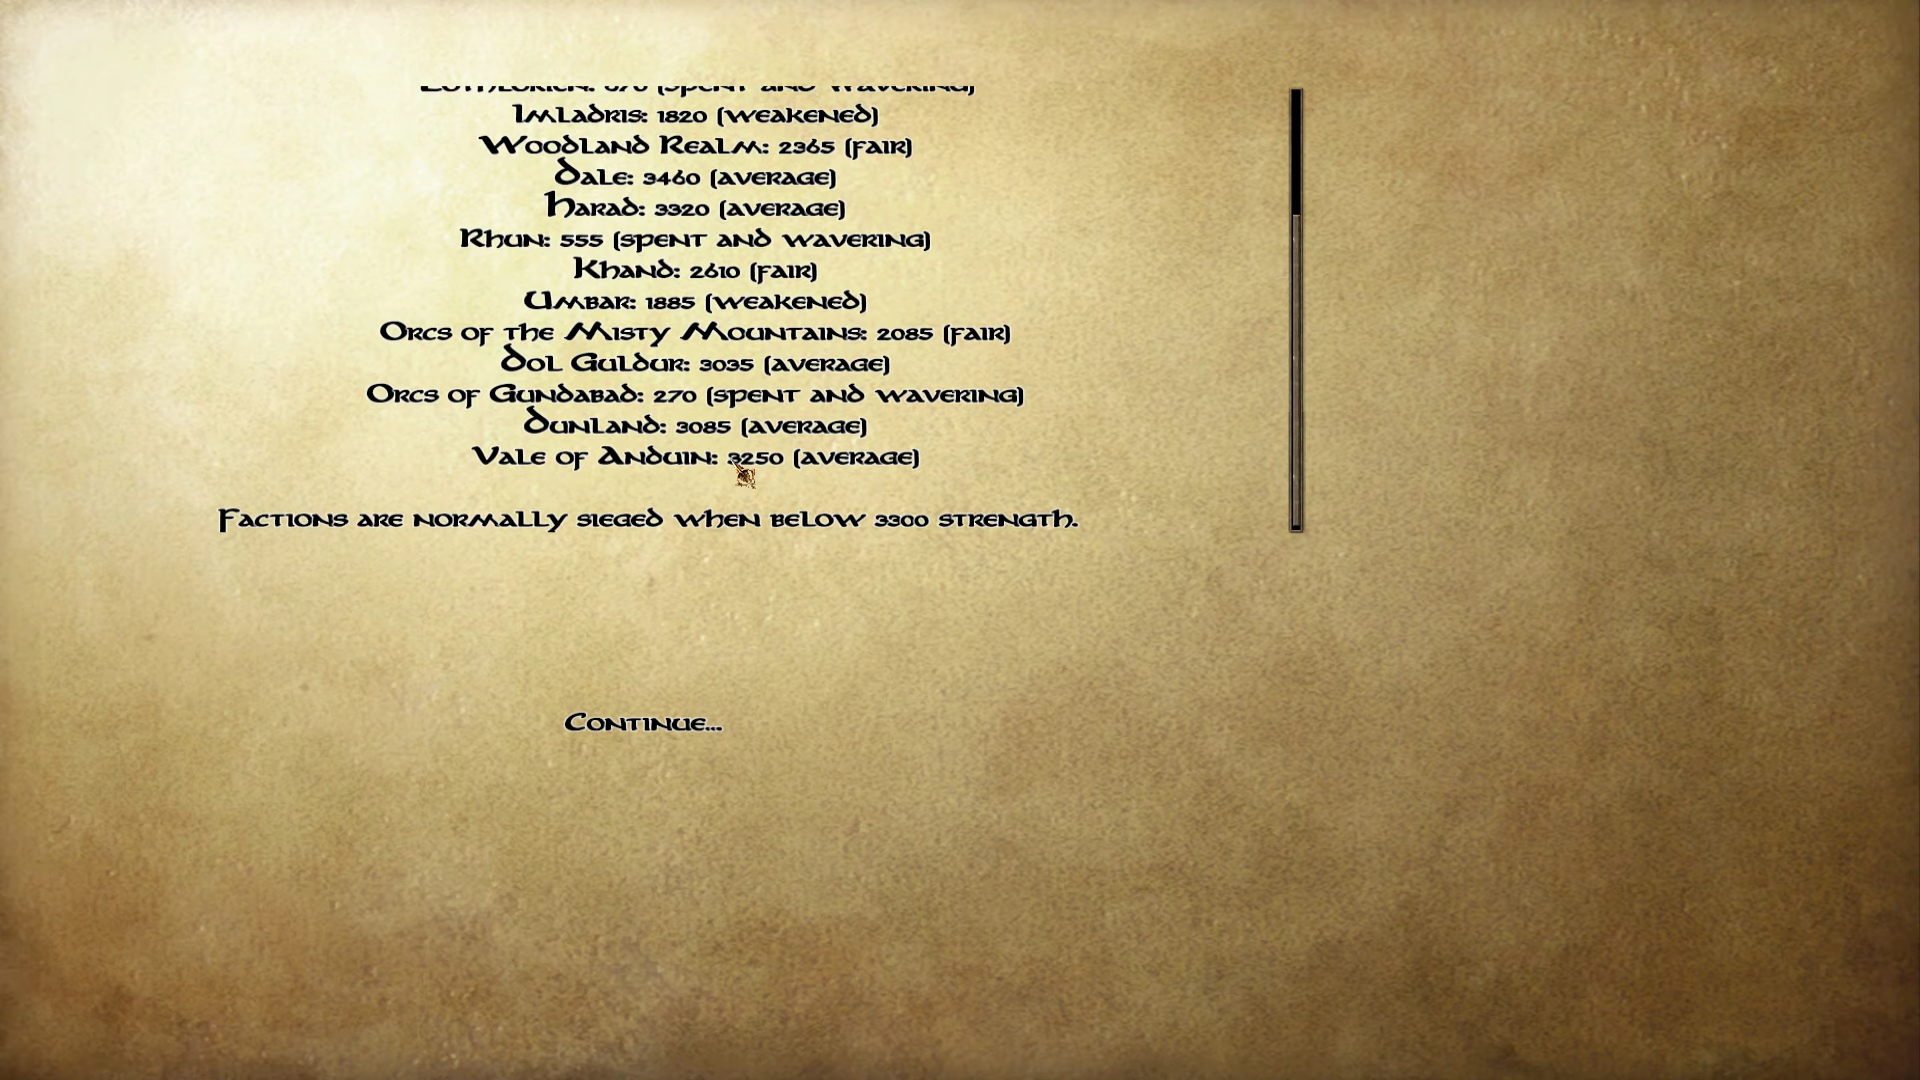 Imladris: 1820 (weakened)
Woodland Realm: 2365 (fair)
Dale: 3460 (average)
Harad: 3320 (average)
Rhun: 555 (spent and wavering)
Khand: 2610 (fair)
Umbar: 1885 (weakened)
Orcs of the Misty Mountains: 2085 (fair)
Dol Guldur: 3035 (average)
Orcs of Gundabad: 270 (spent and wavering)
Dunland: 3085 (average)
Vale of Anduin: 3250 (average)
Factions are normally sieged when below 3300 strength.
Continue...